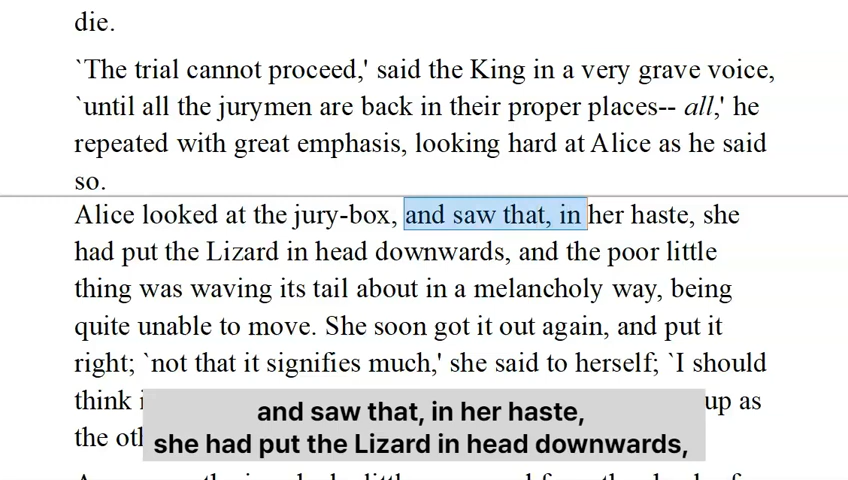 die.
`The trial cannot proceed,' said the King in a very grave voice,
`until all the jurymen are back in their proper places-- all,' he
repeated with great emphasis, looking hard at Alice as he said
so.
Alice looked at the jury-box, and saw that, in her haste, she
had put the Lizard in head downwards, and the poor little
thing was waving its tail about in a melancholy way, being
quite unable to move. She soon got it out again, and put it
right; `not that it signifies much,' she said to herself; `I should
think up as
the
and saw that, in her haste,
she had put the Lizard in head downwards,